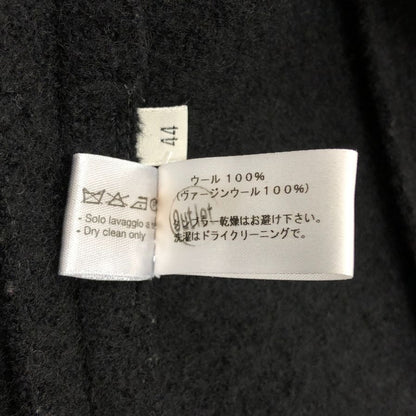 44
ウール 100%
(ヴァージンウール100%)
Outlet
乾燥はお避け下さい。
洗濯はドライクリーニングで。
- Solo lavaggio a
- Dry clean only